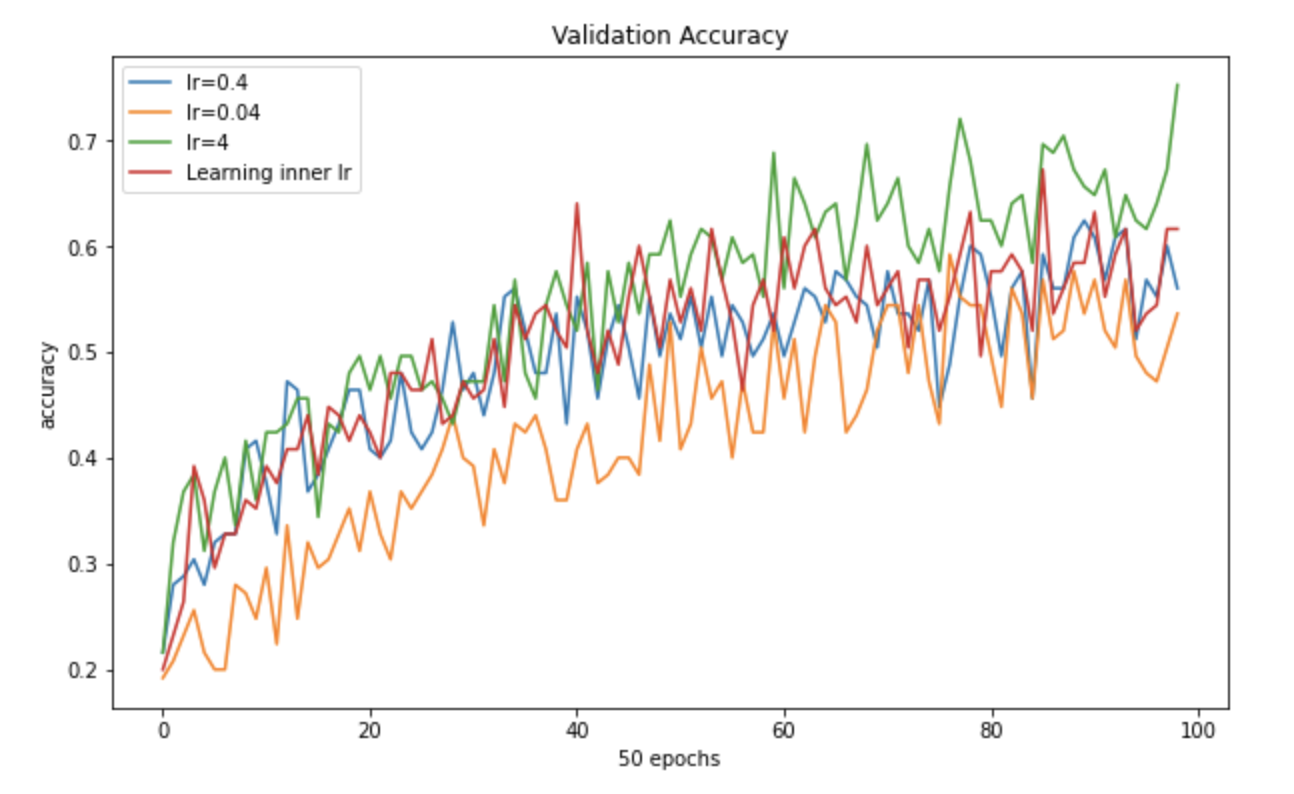 Validation Accuracy
lr=0.4
lr=0.04
lr=4
Learning inner lr
accuracy
0.7
0.6
0.5
0.4
0.3
0.2
0 20 40 60 80 100
50 epochs